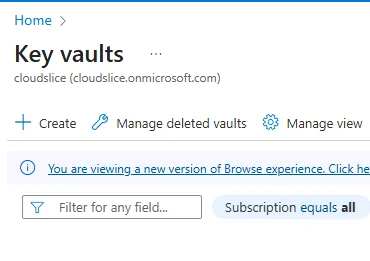 Home
Key vaults ...
cloudslice (cloudslice.onmicrosoft.com)
Create Manage deleted vaults Manage view
You are viewing a new version of Browse experience. Click he
Filter for any field... Subscription equals all